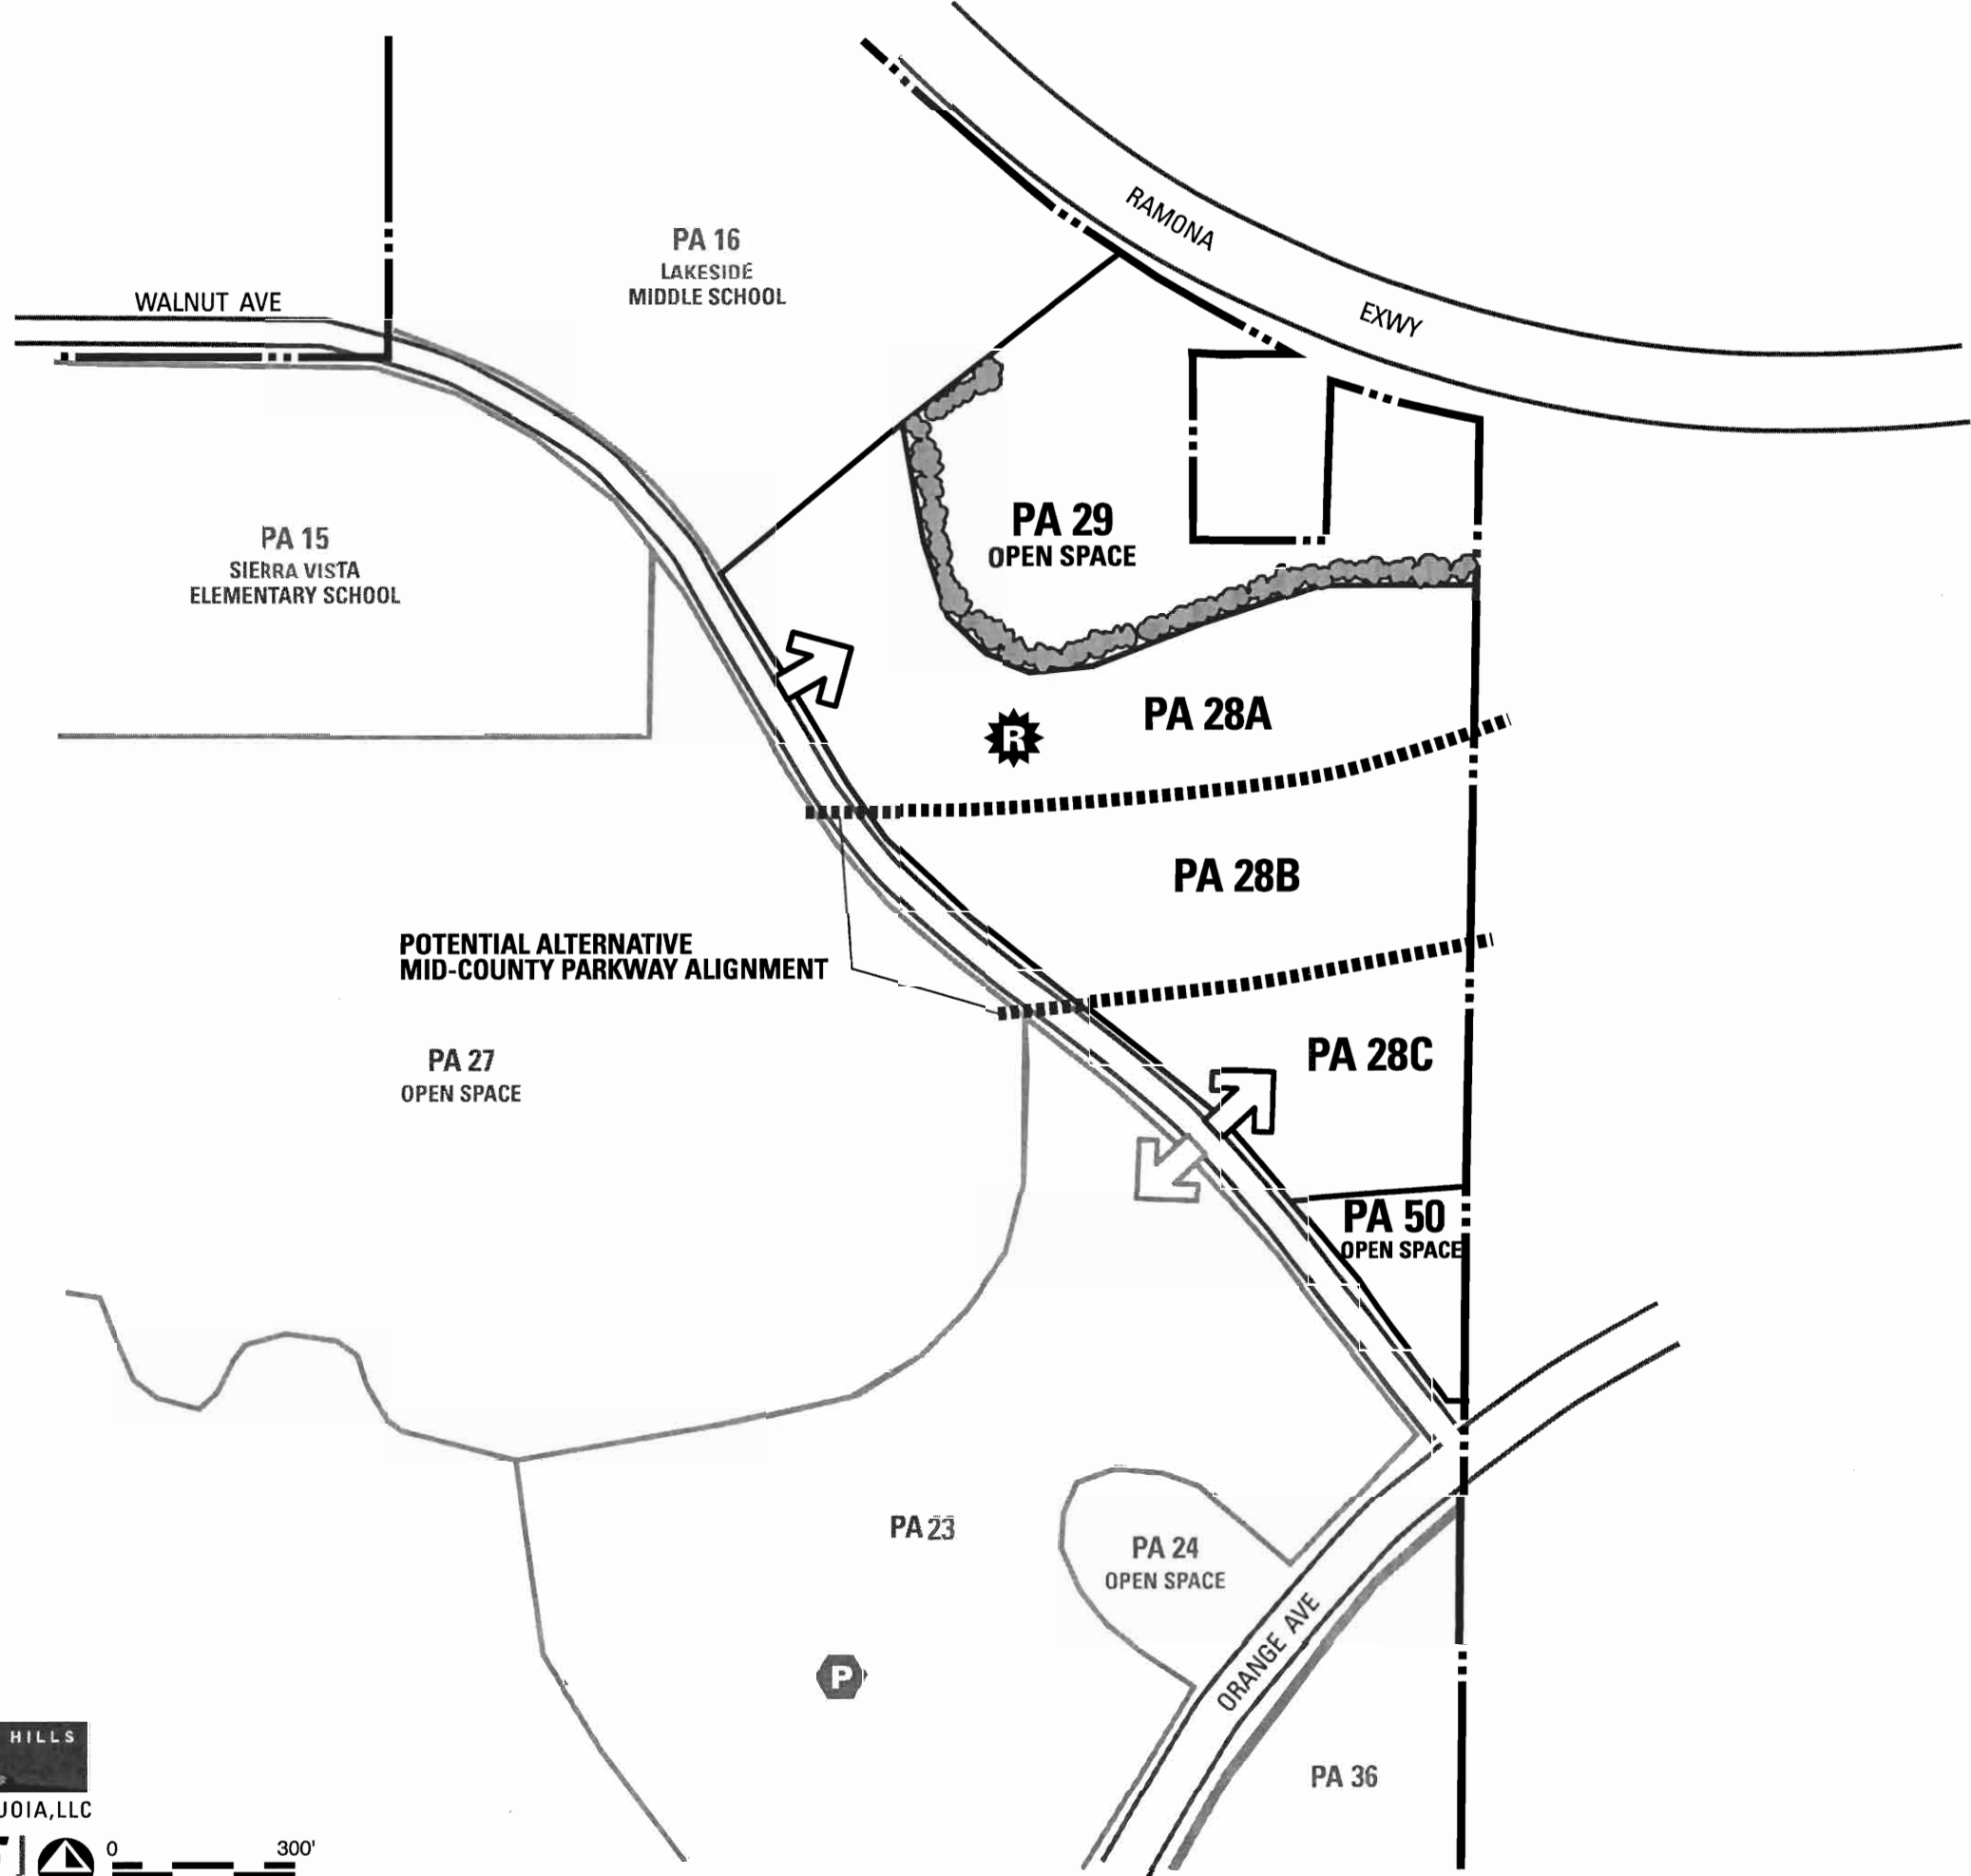 RAMONA
EXWY
PA 16
LAKESIDE
MIDDLE SCHOOL
WALNUT AVE
PA 15
SIERRA VISTA
ELEMENTARY SCHOOL
PA 29
OPEN SPACE
R
PA 28A
PA 28B
POTENTIAL ALTERNATIVE
MID-COUNTY PARKWAY ALIGNMENT
PA 27
OPEN SPACE
PA 28C
PA 50
OPEN SPACE
PA 23
PA 24
OPEN SPACE
ORANGE AVE
P
PA 36
HILLS
UOIA,LLC
0 300'